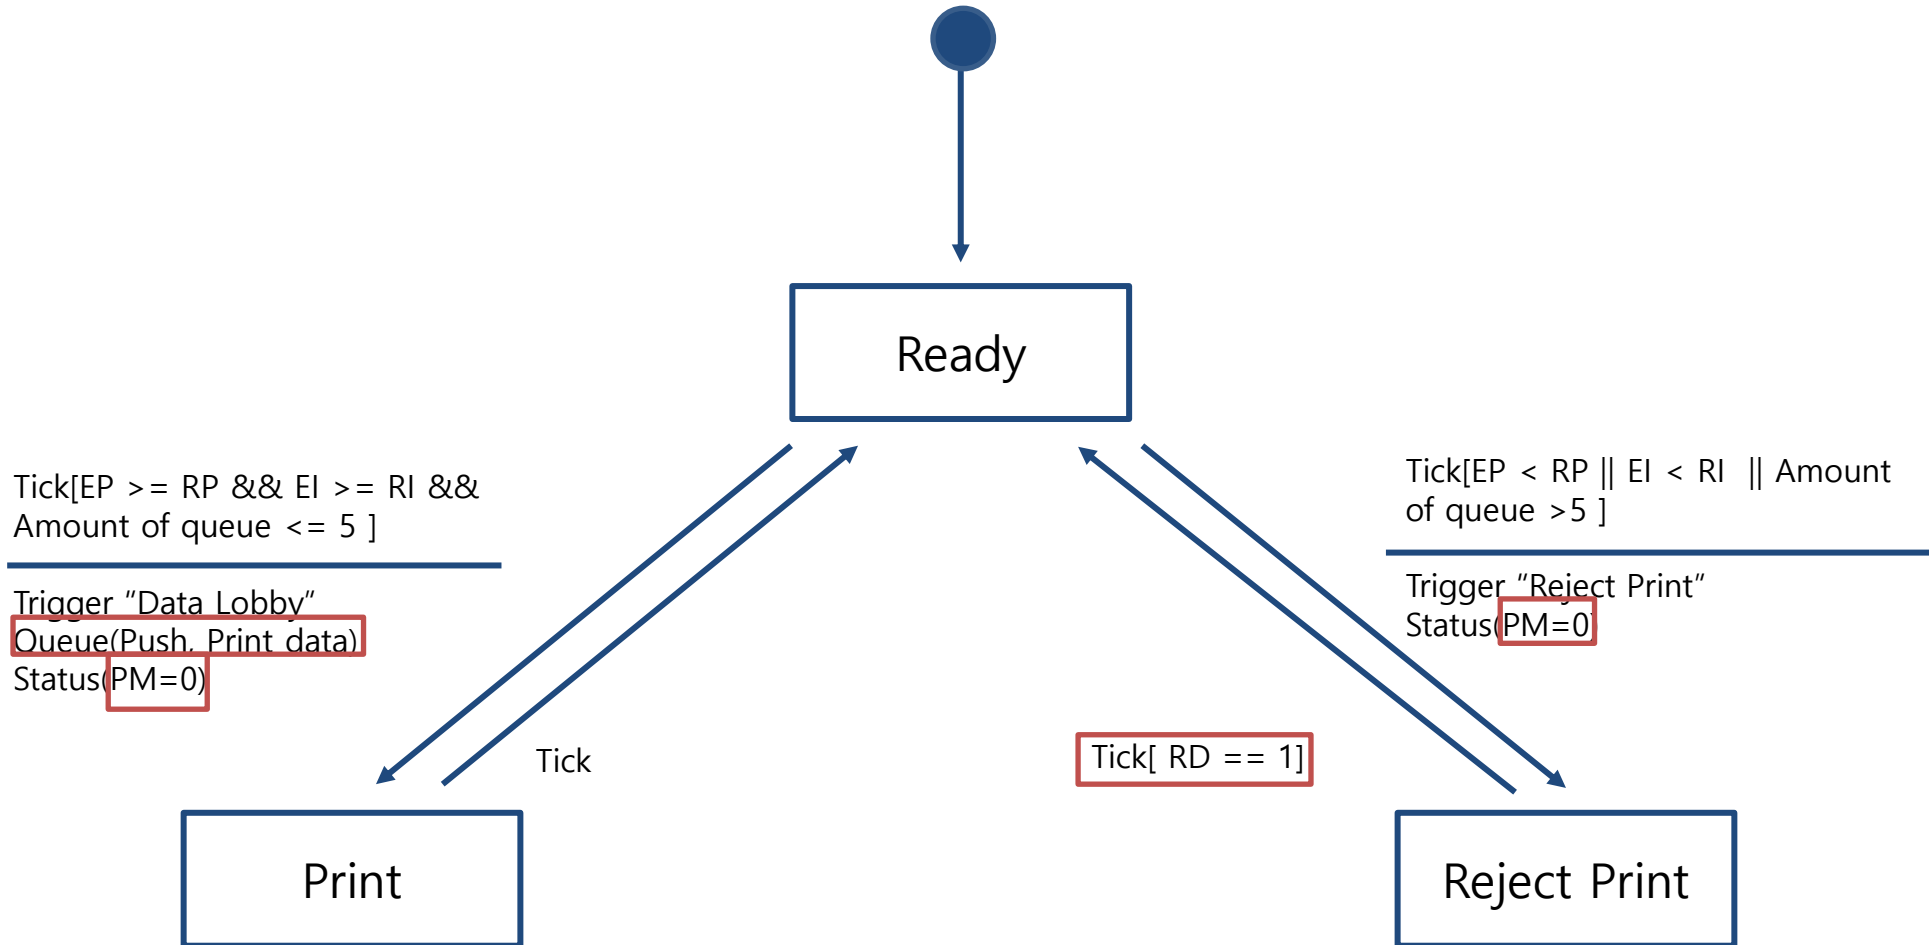 Ready
Tick[EP >= RP && EI >= RI &&
Amount of queue <= 5 ]
Trigger “Data Lobby”
Queue(Push, Print data)
Status(PM=0)
Tick[EP < RP || EI < RI  || Amount
of queue >5 ]
Trigger “Reject Print”
Status(PM=0)
Tick
Tick[ RD == 1]
Print
Reject Print